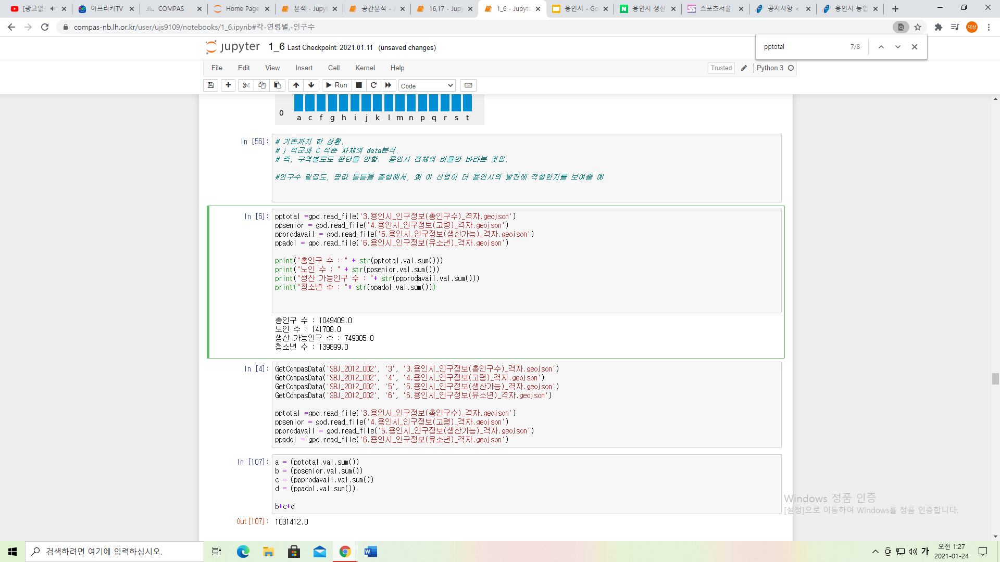 [광고없
아프리카TV
COMPAS
Home Page
분석 - Jupyt
공간분석 - J
16,17 - Jupy
1_6 - Jupyte
용인시 - Go
용인시 생산
스포츠서울
공지사항 <
용인시 농업
compas-nb.lh.or.kr/user/ujs9109/notebooks/1_6.ipynb#각-연령별,-인구수
재상
pptotal 7/8
jupyter 1_6 Last Checkpoint: 2021.01.11 (unsaved changes)
File Edit View Insert Cell Kernel Help
Trusted Python 3
Run Code
0
a c f g h i j k l m n p q r s t
In [56]:
# 기존까지 한 상황,
# j 직군과 C 직준 자체의 data분석.
# 즉, 구역별로도 판단을 안함. 용인시 전체의 비율만 바라본 것임.
#인구수 밀집도, 땅값 등등을 종합해서, 왜 이 산업이 더 용인시의 발전에 적합한지를 보여줄 예
In [6]:
pptotal =gpd.read_file('3.용인시_인구정보(총인구수)_격자.geojson')
ppsenior = gpd.read_file('4.용인시_인구정보(고령)_격자.geojson')
ppprodavail = gpd.read_file('5.용인시_인구정보(생산가능)_격자.geojson')
ppadol = gpd.read_file('6.용인시_인구정보(유소년)_격자.geojson')
print("총인구 수 : " + str(pptotal.val.sum()))
print("노인 수 : " + str(ppsenior.val.sum()))
print("생산 가능인구 수 : "+ str(ppprodavail.val.sum()))
print("청소년 수 : "+ str(ppadol.val.sum()))
총인구 수 : 1049409.0
노인 수 : 141708.0
생산 가능인구 수 : 749805.0
청소년 수 : 139899.0
In [4]:
GetCompasData('SBJ_2012_002', '3', '3.용인시_인구정보(총인구수)_격자.geojson')
GetCompasData('SBJ_2012_002', '4', '4.용인시_인구정보(고령)_격자.geojson')
GetCompasData('SBJ_2012_002', '5', '5.용인시_인구정보(생산가능)_격자.geojson')
GetCompasData('SBJ_2012_002', '6', '6.용인시_인구정보(유소년)_격자.geojson')
pptotal =gpd.read_file('3.용인시_인구정보(총인구수)_격자.geojson')
ppsenior = gpd.read_file('4.용인시_인구정보(고령)_격자.geojson')
ppprodavail = gpd.read_file('5.용인시_인구정보(생산가능)_격자.geojson')
ppadol = gpd.read_file('6.용인시_인구정보(유소년)_격자.geojson')
In [107]:
a = (pptotal.val.sum())
b = (ppsenior.val.sum())
c = (ppprodavail.val.sum())
d = (ppadol.val.sum())
b+c+d
Out[107]: 1031412.0
Windows 정품 인증
[설정]으로 이동하여 Windows를 정품 인증합니다.
검색하려면 여기에 입력하십시오.
가
오전 1:27
2021-01-24